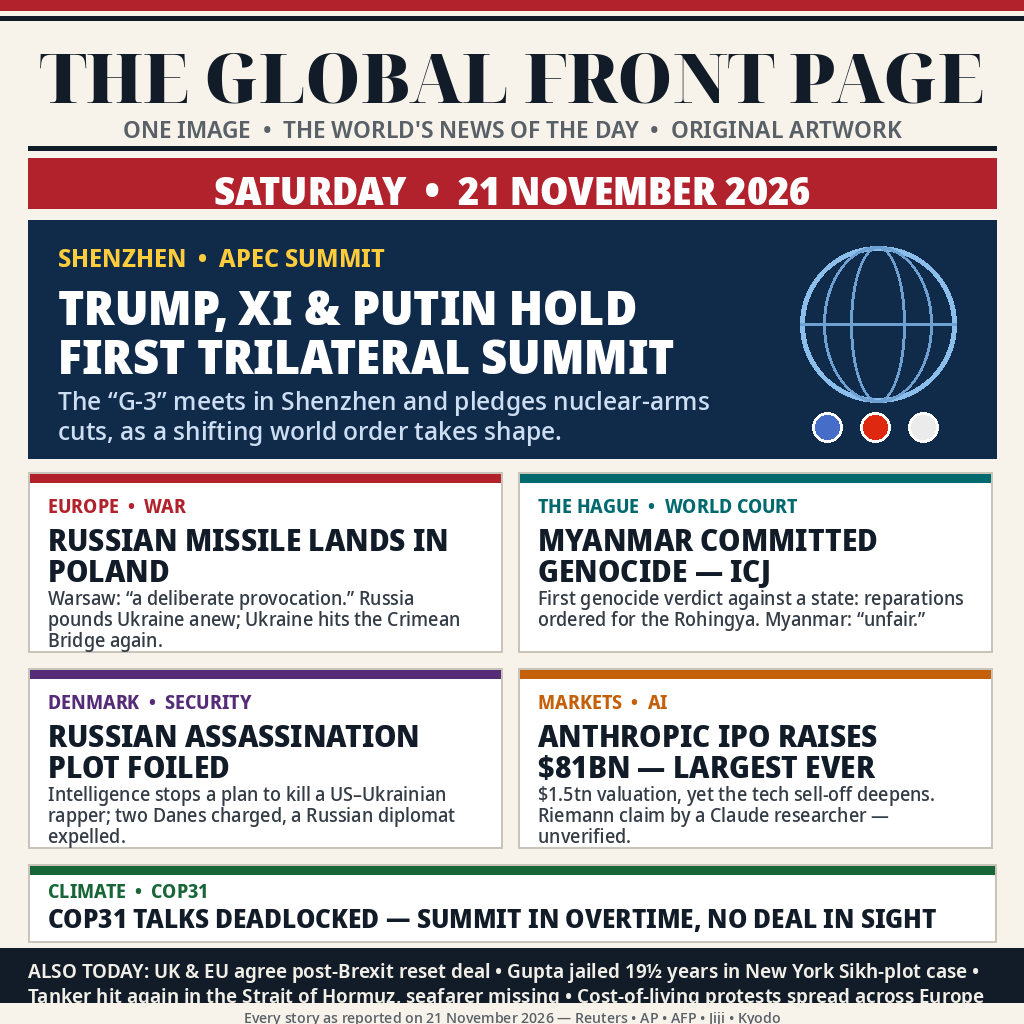 THE GLOBAL FRONT PAGE
ONE IMAGE • THE WORLD'S NEWS OF THE DAY • ORIGINAL ARTWORK
SATURDAY • 21 NOVEMBER 2026
SHENZHEN • APEC SUMMIT
TRUMP, XI & PUTIN HOLD
FIRST TRILATERAL SUMMIT
The “G-3” meets in Shenzhen and pledges nuclear-arms
cuts, as a shifting world order takes shape.
EUROPE • WAR
RUSSIAN MISSILE LANDS IN
POLAND
Warsaw: “a deliberate provocation.” Russia
pounds Ukraine anew; Ukraine hits the Crimean
Bridge again.
THE HAGUE • WORLD COURT
MYANMAR COMMITTED
GENOCIDE — ICJ
First genocide verdict against a state: reparations
ordered for the Rohingya. Myanmar: “unfair.”
DENMARK • SECURITY
RUSSIAN ASSASSINATION
PLOT FOILED
Intelligence stops a plan to kill a US–Ukrainian
rapper; two Danes charged, a Russian diplomat
expelled.
MARKETS • AI
ANTHROPIC IPO RAISES
$81BN — LARGEST EVER
$1.5tn valuation, yet the tech sell-off deepens.
Riemann claim by a Claude researcher —
unverified.
CLIMATE • COP31
COP31 TALKS DEADLOCKED — SUMMIT IN OVERTIME, NO DEAL IN SIGHT
ALSO TODAY: UK & EU agree post-Brexit reset deal • Gupta jailed 19½ years in New York Sikh-plot case •
Tanker hit again in the Strait of Hormuz, seafarer missing • Cost-of-living protests spread across Europe
Every story as reported on 21 November 2026 — Reuters • AP • AFP • Jiji • Kyodo